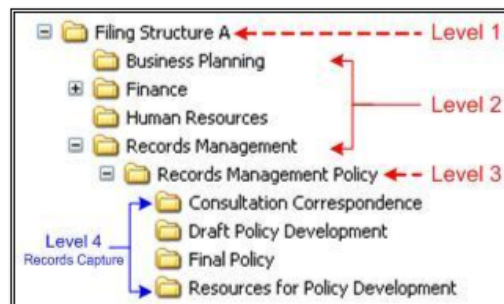 Filing Structure A Level 1
Business Planning
Finance Level 2
Human Resources
Records Management
Records Management Policy Level 3
Consultation Correspondence
Level 4 Draft Policy Development
Records Capture Final Policy
Resources for Policy Development